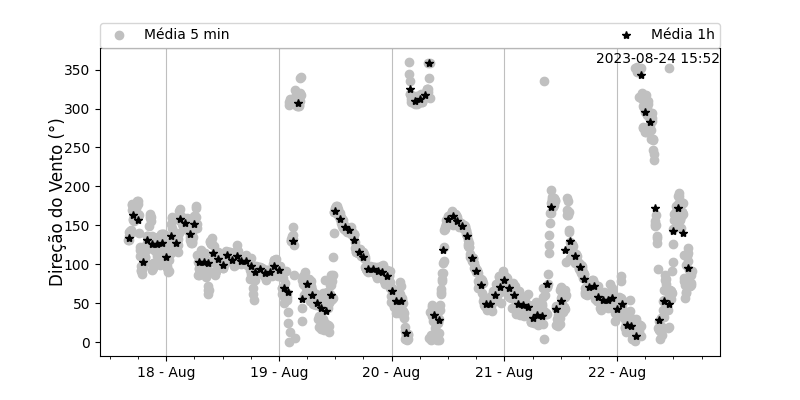 Média 5 min
Média 1h
2023-08-24 15:52
Direção do Vento (°)
350
300
250
200
150
100
50
0
18 - Aug
19 - Aug
20 - Aug
21 - Aug
22 - Aug